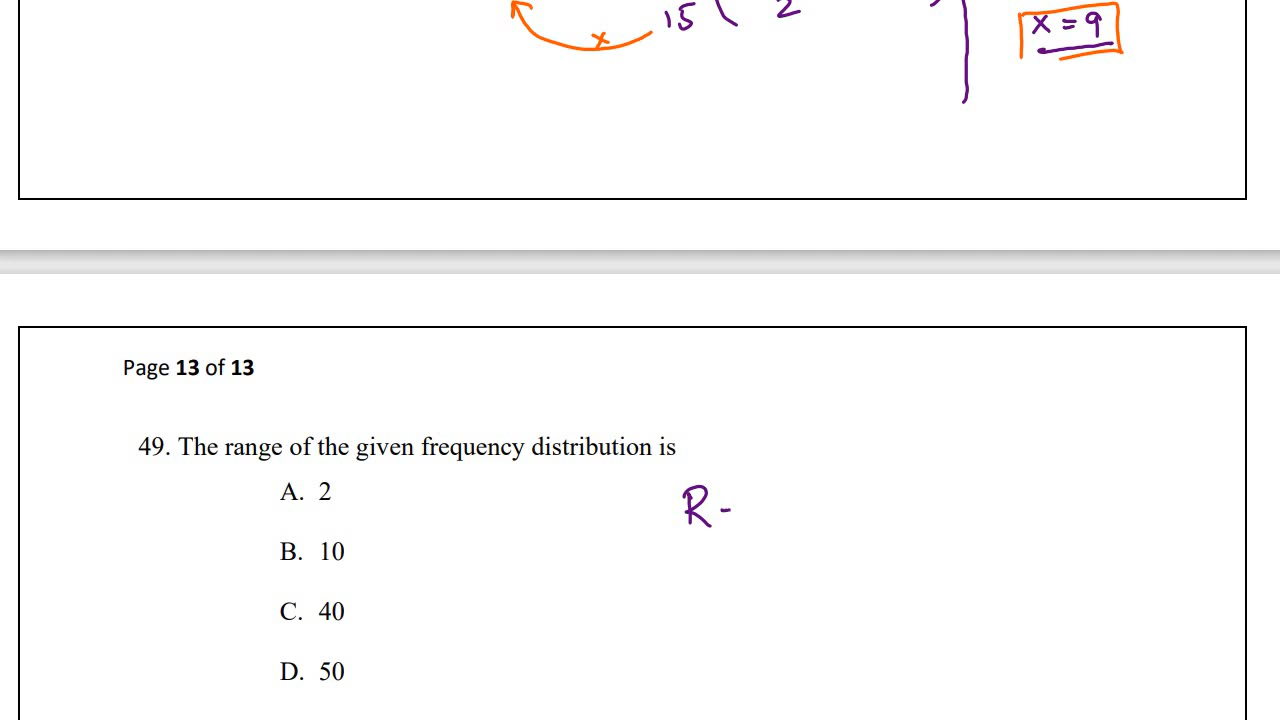 x = 9
x 15 2
Page 13 of 13
49. The range of the given frequency distribution is
A. 2
R -
B. 10
C. 40
D. 50